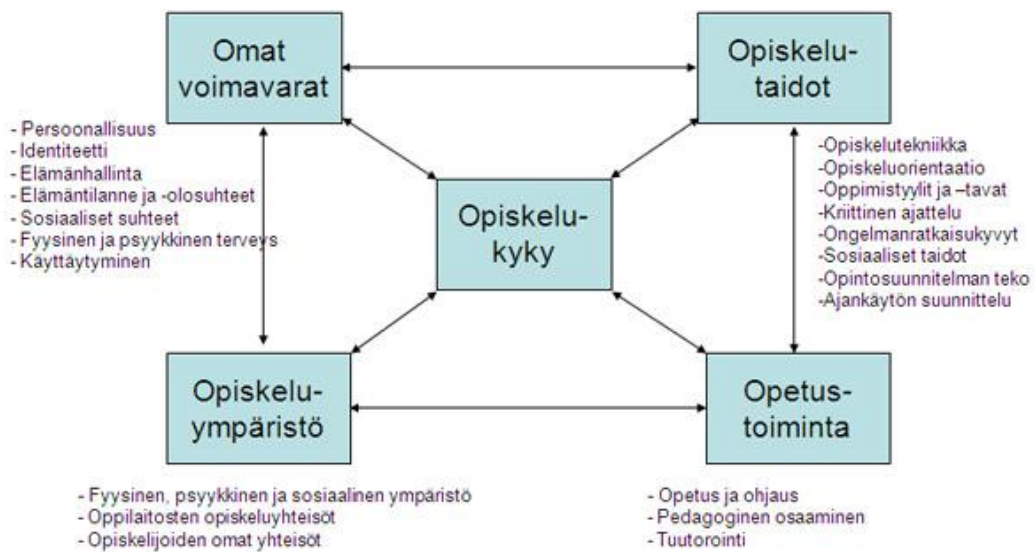 Omat
voimavarat
Opiskelu-
taidot
- Persoonallisuus
- Identiteetti
- Elämänhallinta
- Elämäntilanne ja -olosuhteet
- Sosiaaliset suhteet
- Fyysinen ja psyykkinen terveys
- Käyttäytyminen
-Opiskelutekniikka
-Opiskeluorientaatio
-Oppimistyylit ja –tavat
-Kriittinen ajattelu
-Ongelmanratkaisukyvyt
-Sosiaaliset taidot
-Opintosuunnitelman teko
-Ajankäytön suunnittelu
Opiskelu-
kyky
Opiskelu-
ympäristö
Opetus-
toiminta
- Fyysinen, psyykkinen ja sosiaalinen ympäristö
- Oppilaitosten opiskeluyhteisöt
- Opiskelijoiden omat yhteisöt
- Opetus ja ohjaus
- Pedagoginen osaaminen
- Tuutorointi